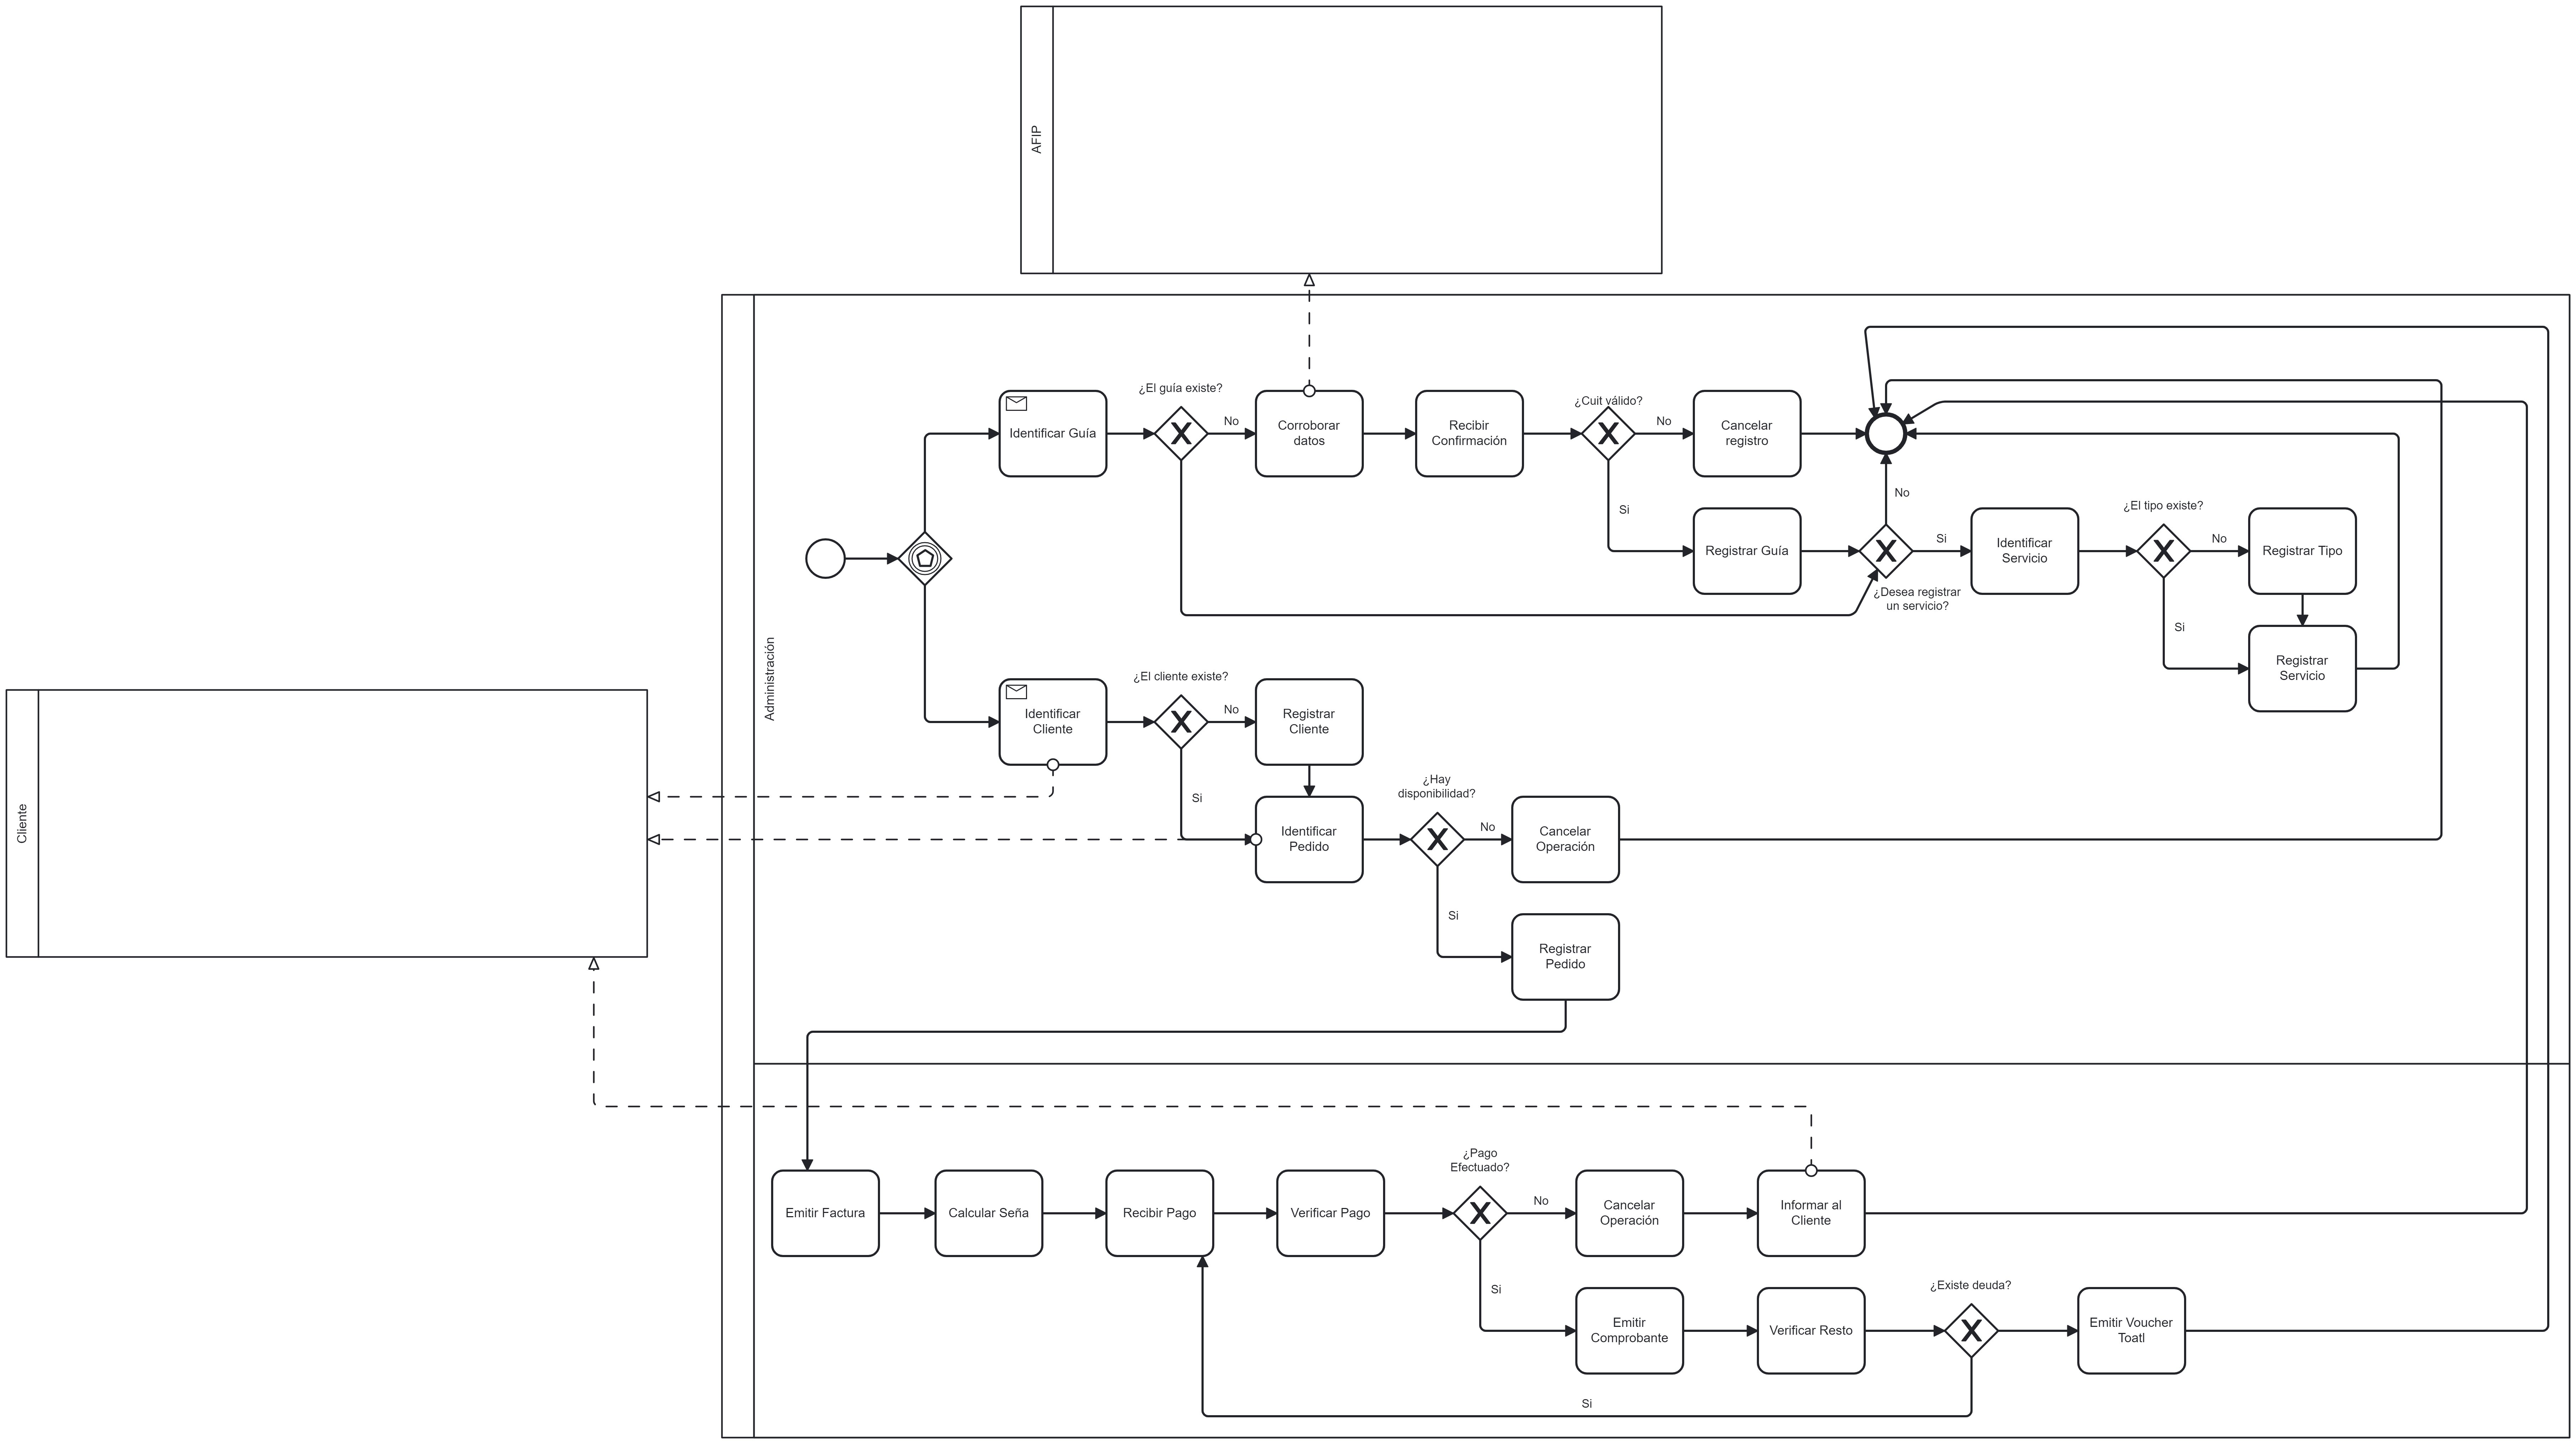 AFIP
¿El guía existe?
Identificar Guía
No
Corroborar
datos
Recibir
Confirmación
¿Cuit válido?
No
Cancelar
registro
Si
Registrar Guía
No
Si
¿Desea registrar
un servicio?
Identificar
Servicio
¿El tipo existe?
No
Registrar Tipo
Si
Registrar
Servicio
Administración
Cliente
Identificar
Cliente
¿El cliente existe?
No
Registrar
Cliente
Si
Identificar
Pedido
¿Hay
disponibilidad?
No
Cancelar
Operación
Si
Registrar
Pedido
Emitir Factura
Calcular Seña
Recibir Pago
Verificar Pago
¿Pago
Efectuado?
No
Cancelar
Operación
Informar al
Cliente
Si
Emitir
Comprobante
Verificar Resto
¿Existe deuda?
Emitir Voucher
Toatl
Si